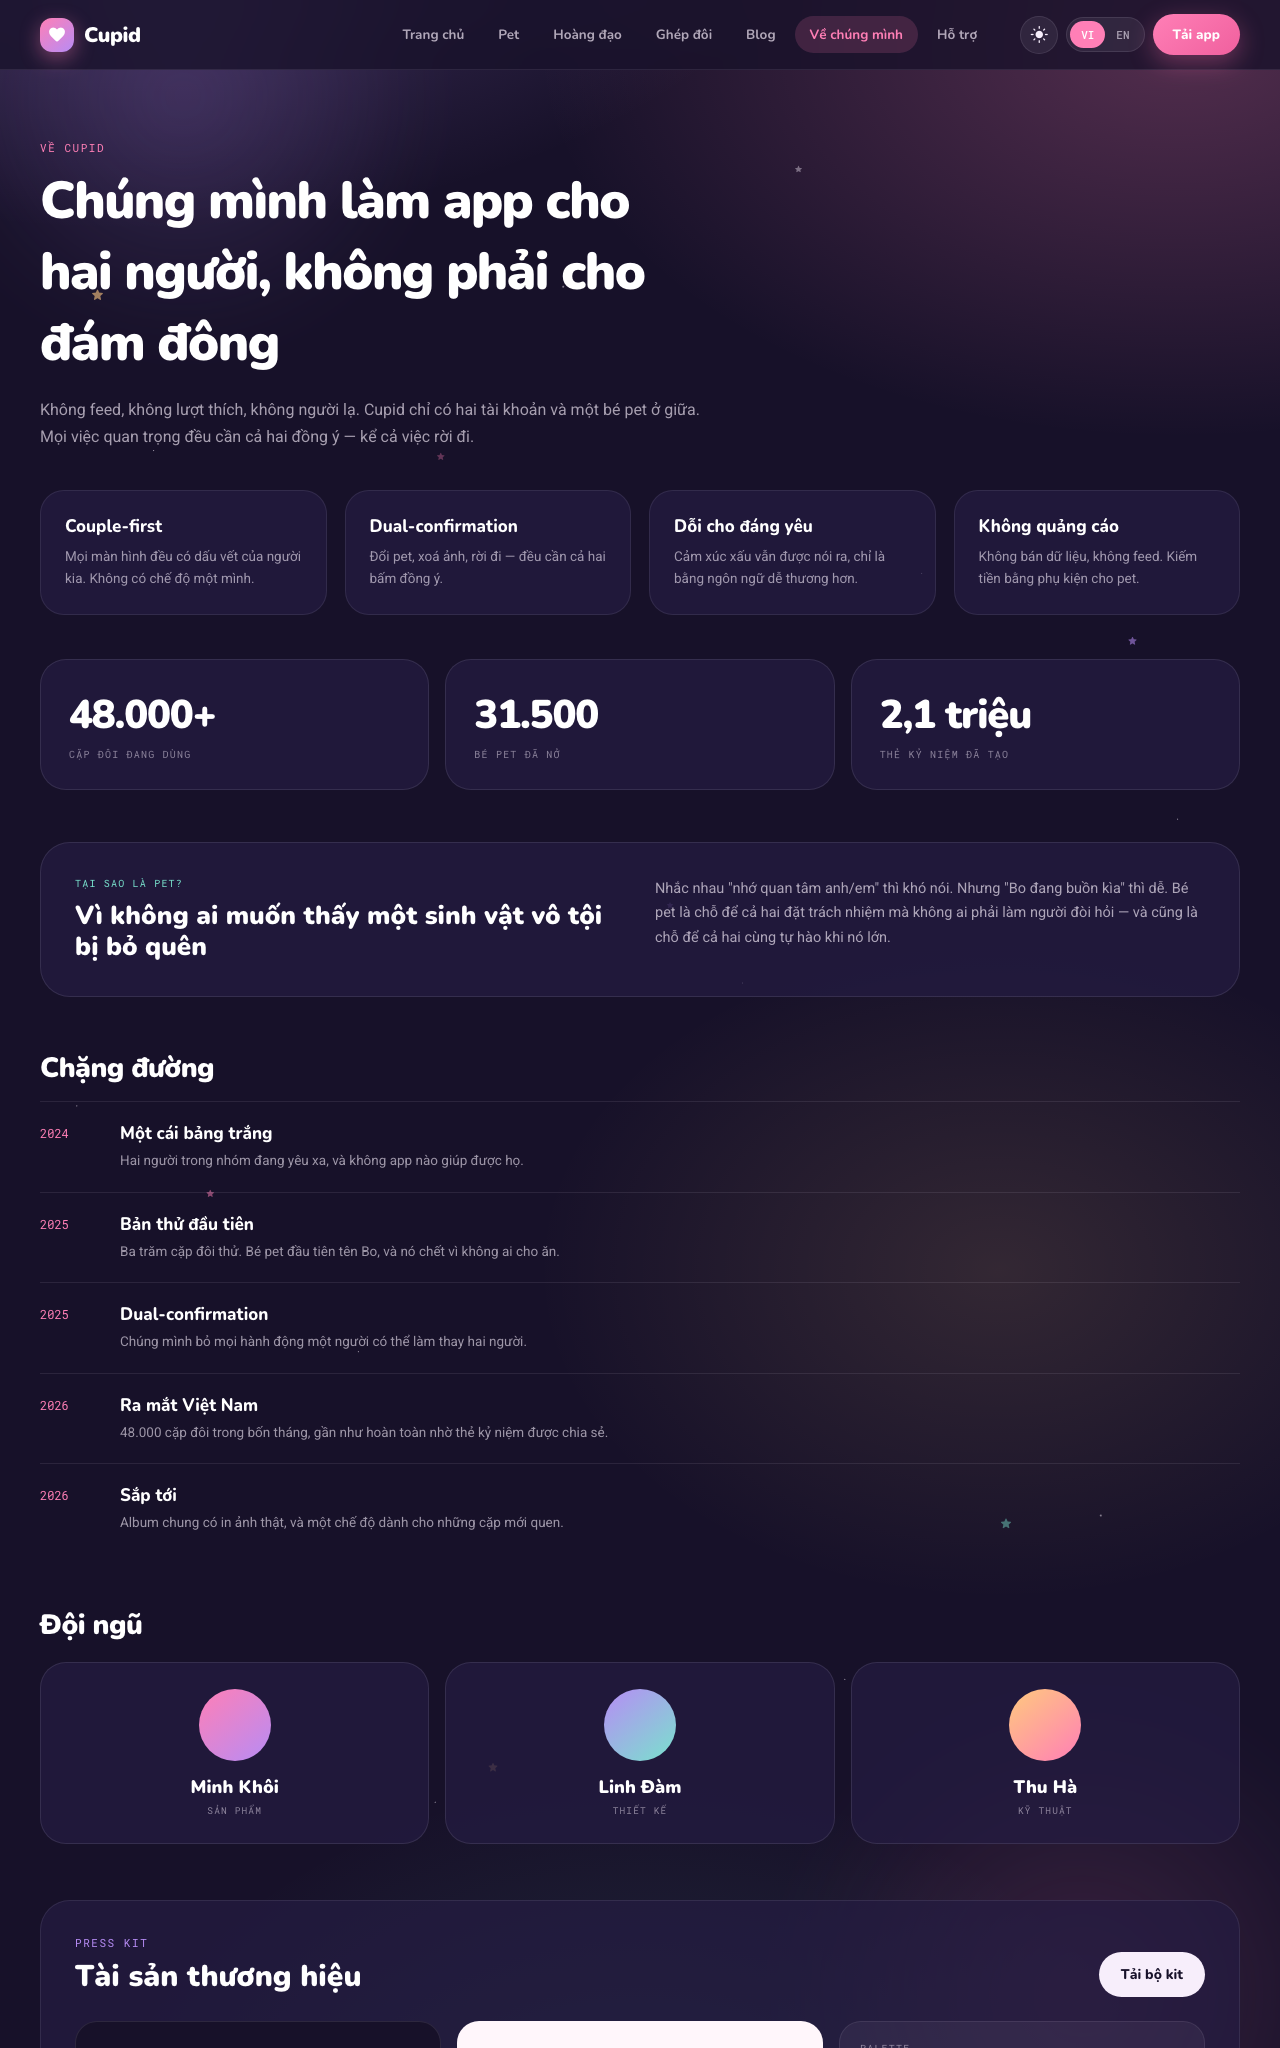 Cupid
Trang chủ
Pet
Hoàng đạo
Ghép đôi
Blog
Về chúng mình
Hỗ trợ
VI
EN
Tải app
VỀ CUPID
Chúng mình làm app cho
hai người, không phải cho
đám đông
Không feed, không lượt thích, không người lạ. Cupid chỉ có hai tài khoản và một bé pet ở giữa.
Mọi việc quan trọng đều cần cả hai đồng ý — kể cả việc rời đi.
Couple-first
Mọi màn hình đều có dấu vết của người
kia. Không có chế độ một mình.
Dual-confirmation
Đổi pet, xoá ảnh, rời đi — đều cần cả hai
bấm đồng ý.
Dỗi cho đáng yêu
Cảm xúc xấu vẫn được nói ra, chỉ là
bằng ngôn ngữ dễ thương hơn.
Không quảng cáo
Không bán dữ liệu, không feed. Kiếm
tiền bằng phụ kiện cho pet.
48.000+
CẶP ĐÔI ĐANG DÙNG
31.500
BÉ PET ĐÃ NỞ
2,1 triệu
THẺ KỶ NIỆM ĐÃ TẠO
TẠI SAO LÀ PET?
Vì không ai muốn thấy một sinh vật vô tội
bị bỏ quên
Nhắc nhau "nhớ quan tâm anh/em" thì khó nói. Nhưng "Bo đang buồn kìa" thì dễ. Bé
pet là chỗ để cả hai đặt trách nhiệm mà không ai phải làm người đòi hỏi — và cũng là
chỗ để cả hai cùng tự hào khi nó lớn.
Chặng đường
2024
Một cái bảng trắng
Hai người trong nhóm đang yêu xa, và không app nào giúp được họ.
2025
Bản thử đầu tiên
Ba trăm cặp đôi thử. Bé pet đầu tiên tên Bo, và nó chết vì không ai cho ăn.
2025
Dual-confirmation
Chúng mình bỏ mọi hành động một người có thể làm thay hai người.
2026
Ra mắt Việt Nam
48.000 cặp đôi trong bốn tháng, gần như hoàn toàn nhờ thẻ kỷ niệm được chia sẻ.
2026
Sắp tới
Album chung có in ảnh thật, và một chế độ dành cho những cặp mới quen.
Đội ngũ
Minh Khôi
SẢN PHẨM
Linh Đàm
THIẾT KẾ
Thu Hà
KỸ THUẬT
PRESS KIT
Tài sản thương hiệu
Tải bộ kit